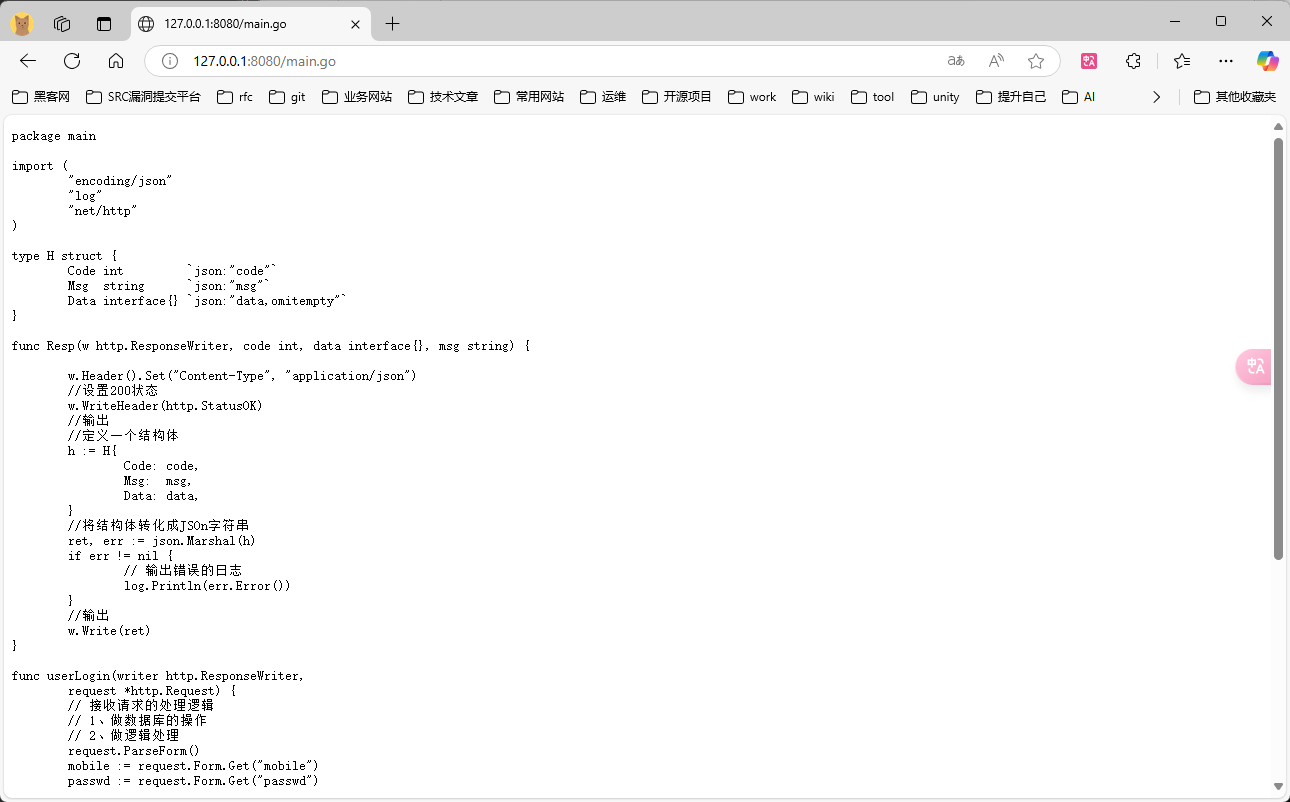 127.0.0.1:8080/main.go
127.0.0.1:8080/main.go
aあ
A
中A
黑客网 SRC漏洞提交平台 rfc git 业务网站 技术文章 常用网站 运维 开源项目 work wiki tool unity 提升自己 AI 其他收藏夹
package main
import (
"encoding/json"
"log"
"net/http"
)
type H struct {
Code int `json:"code"`
Msg string `json:"msg"`
Data interface{} `json:"data,omitempty"`
}
func Resp(w http.ResponseWriter, code int, data interface{}, msg string) {
w.Header().Set("Content-Type", "application/json")
//设置200状态
w.WriteHeader(http.StatusOK)
//输出
//定义一个结构体
h := H{
Code: code,
Msg: msg,
Data: data,
}
//将结构体转化成JSOn字符串
ret, err := json.Marshal(h)
if err != nil {
// 输出错误的日志
log.Println(err.Error())
}
//输出
w.Write(ret)
}
中A
func userLogin(writer http.ResponseWriter,
request *http.Request) {
// 接收请求的处理逻辑
// 1、做数据库的操作
// 2、做逻辑处理
request.ParseForm()
mobile := request.Form.Get("mobile")
passwd := request.Form.Get("passwd")